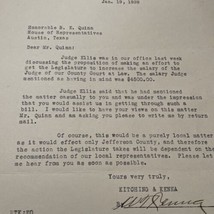 Jan. 19, 1938
Honorable R. E. Quinn
House of Representatives
Austin, Texas
Dear Mr. Quinn:
Judge Ellis was in our office last week
discussing the proposition of making an effort to
get the Legislature to increase the salary of the
Judge of our County Court at Law. The salary Judge
mentioned as having in mind was $4800.00.
Judge Ellis said that he had mentioned
the matter casually to you and was under the impression
that you would assist us in getting through such a
bill. I would like to have your views on this matter
Mr. Quinn and am asking you please to write me by
return mail.
Of course, this would be a purely local matter
as it would effect only Jefferson County, and therefore
the action the Legislature takes will be dependent on the
recommendation of our local representatives. Please let
me hear from you as soon as possible.
Yours very truly,
KITCHING & KENNA